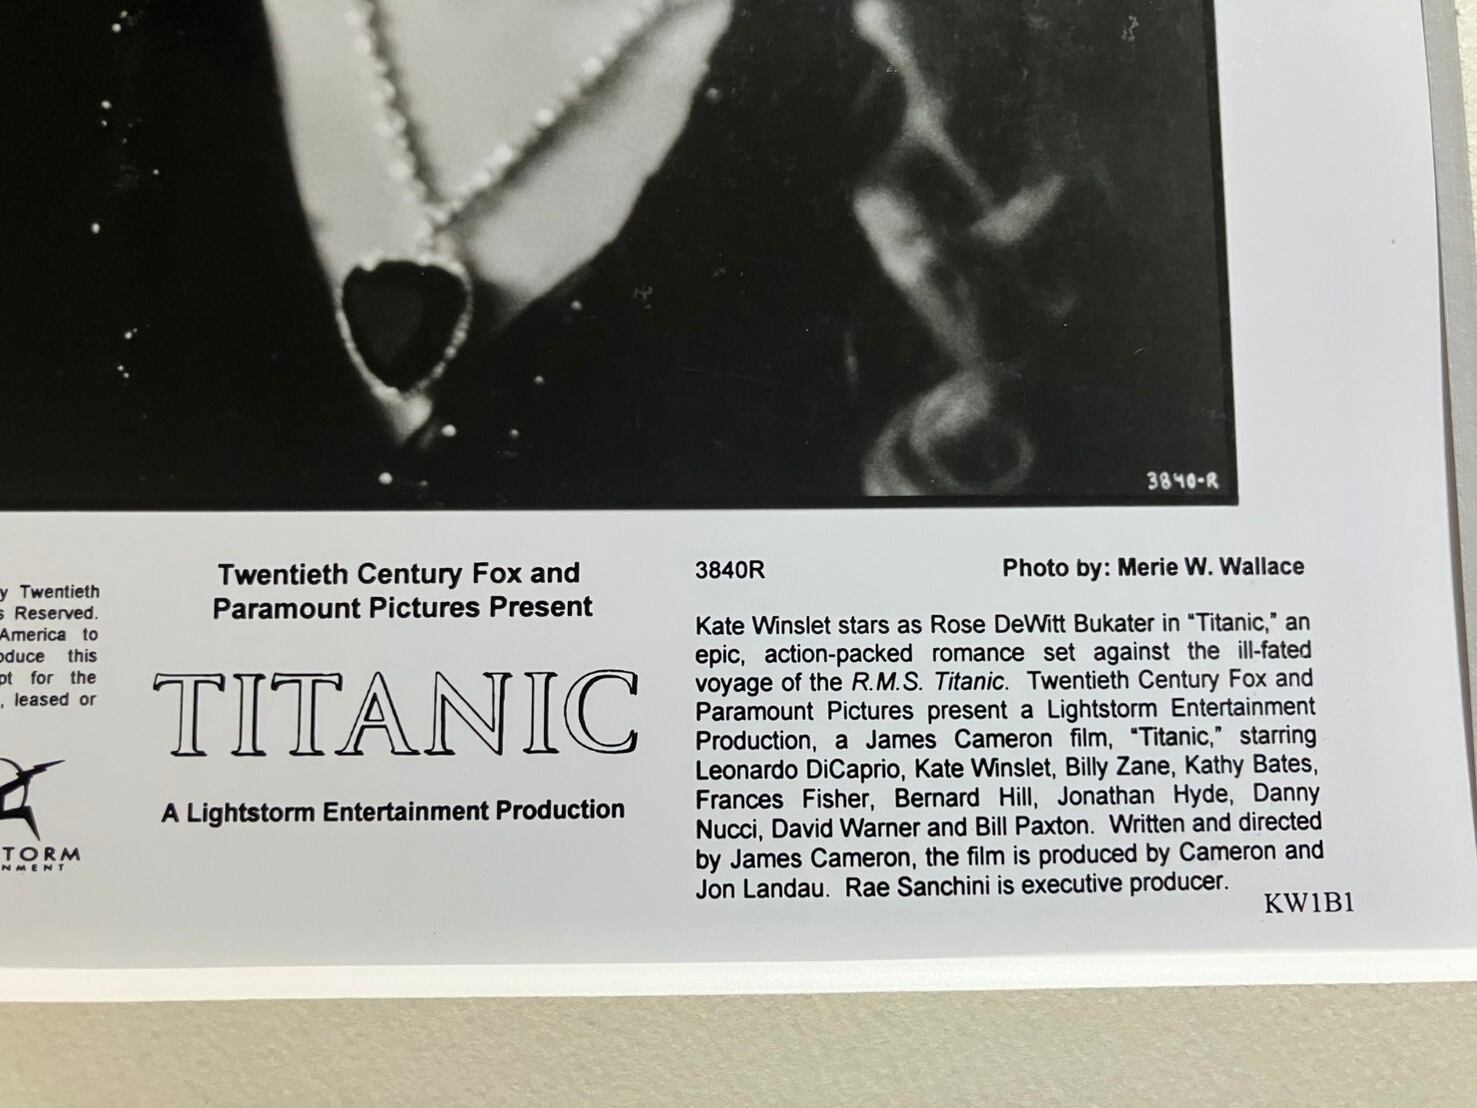 3840-R
y Twentieth
s Reserved.
America to
oduce this
pt for the
, leased or
TORM
NMENT
Twentieth Century Fox and
Paramount Pictures Present
TITANIC
A Lightstorm Entertainment Production
3840R
Photo by: Merie W. Wallace
Kate Winslet stars as Rose DeWitt Bukater in “Titanic,” an
epic, action-packed romance set against the ill-fated
voyage of the R.M.S. Titanic. Twentieth Century Fox and
Paramount Pictures present a Lightstorm Entertainment
Production, a James Cameron film, “Titanic,” starring
Leonardo DiCaprio, Kate Winslet, Billy Zane, Kathy Bates,
Frances Fisher, Bernard Hill, Jonathan Hyde, Danny
Nucci, David Warner and Bill Paxton. Written and directed
by James Cameron, the film is produced by Cameron and
Jon Landau. Rae Sanchini is executive producer.
KW1B1